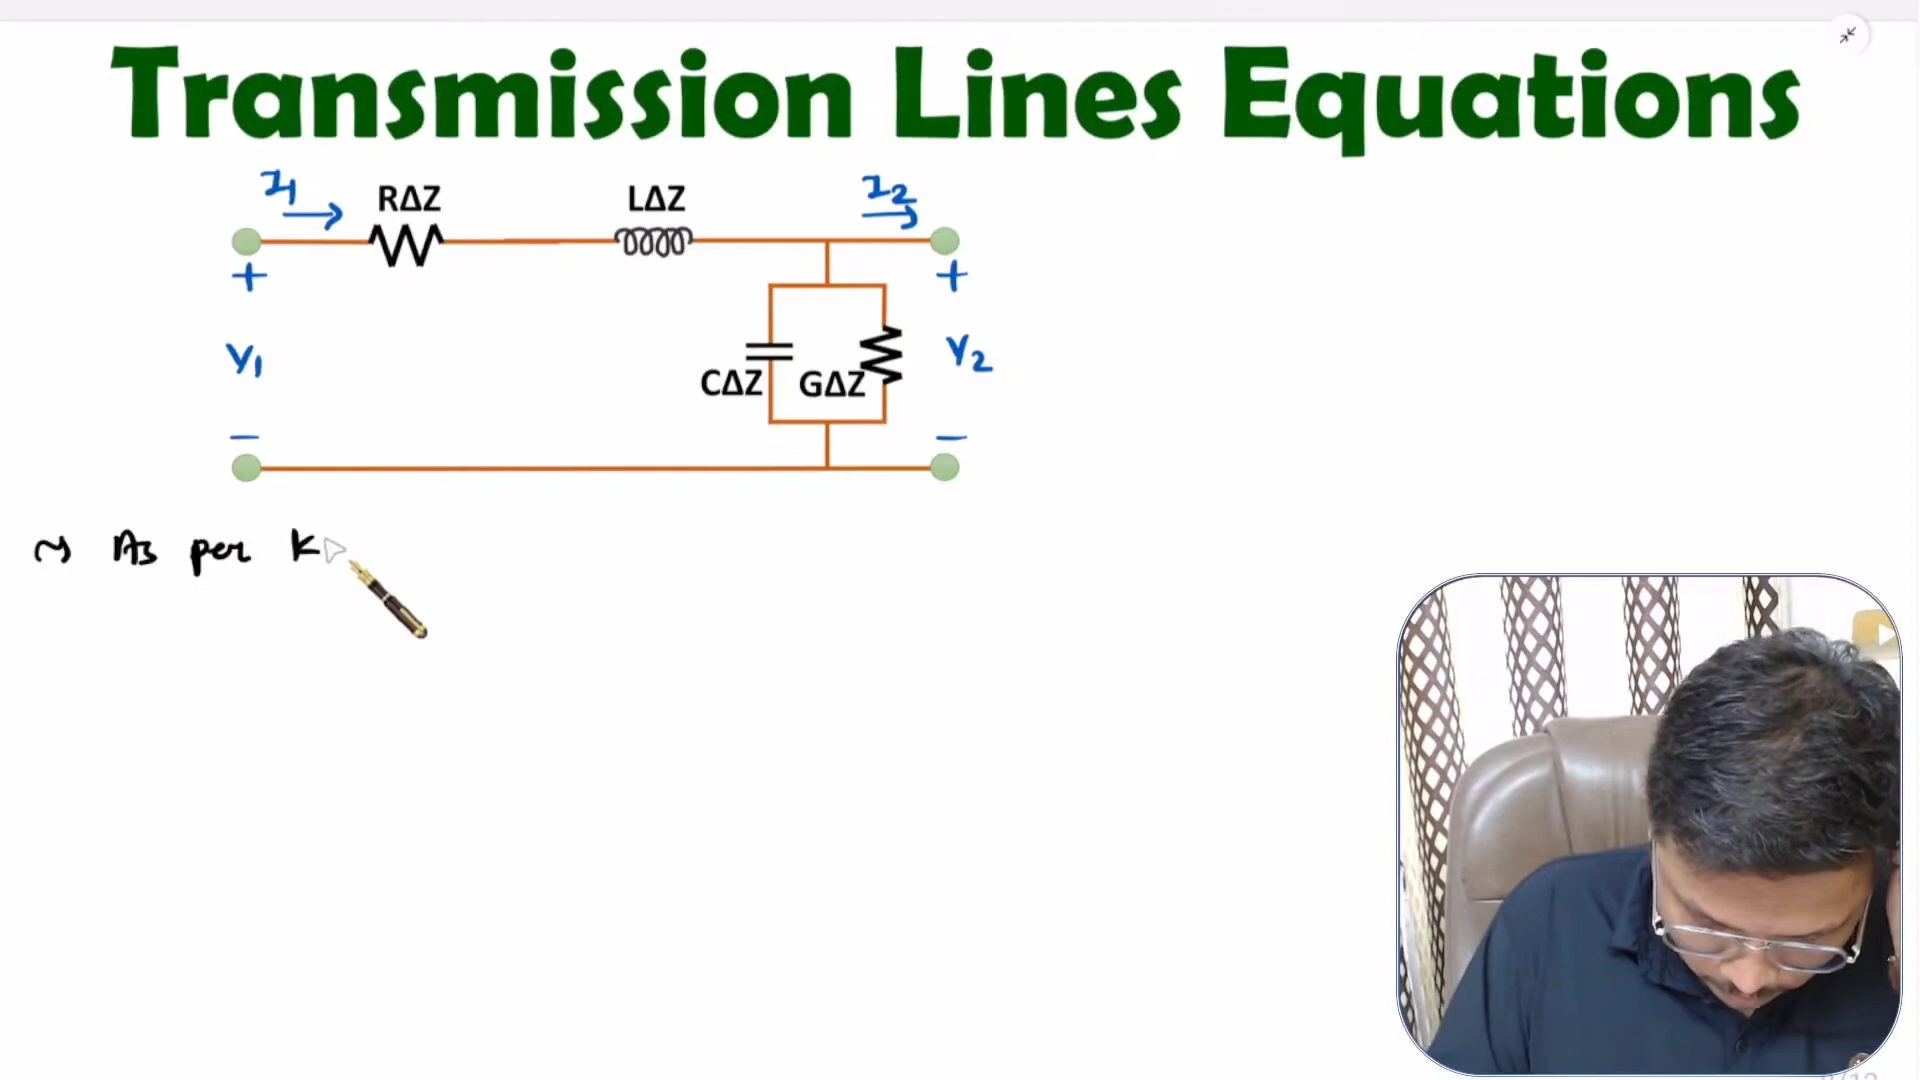 Transmission Lines Equations
I1 RΔZ LΔZ I2
+ +
V1 CΔZ GΔZ V2
− −
~> As per K